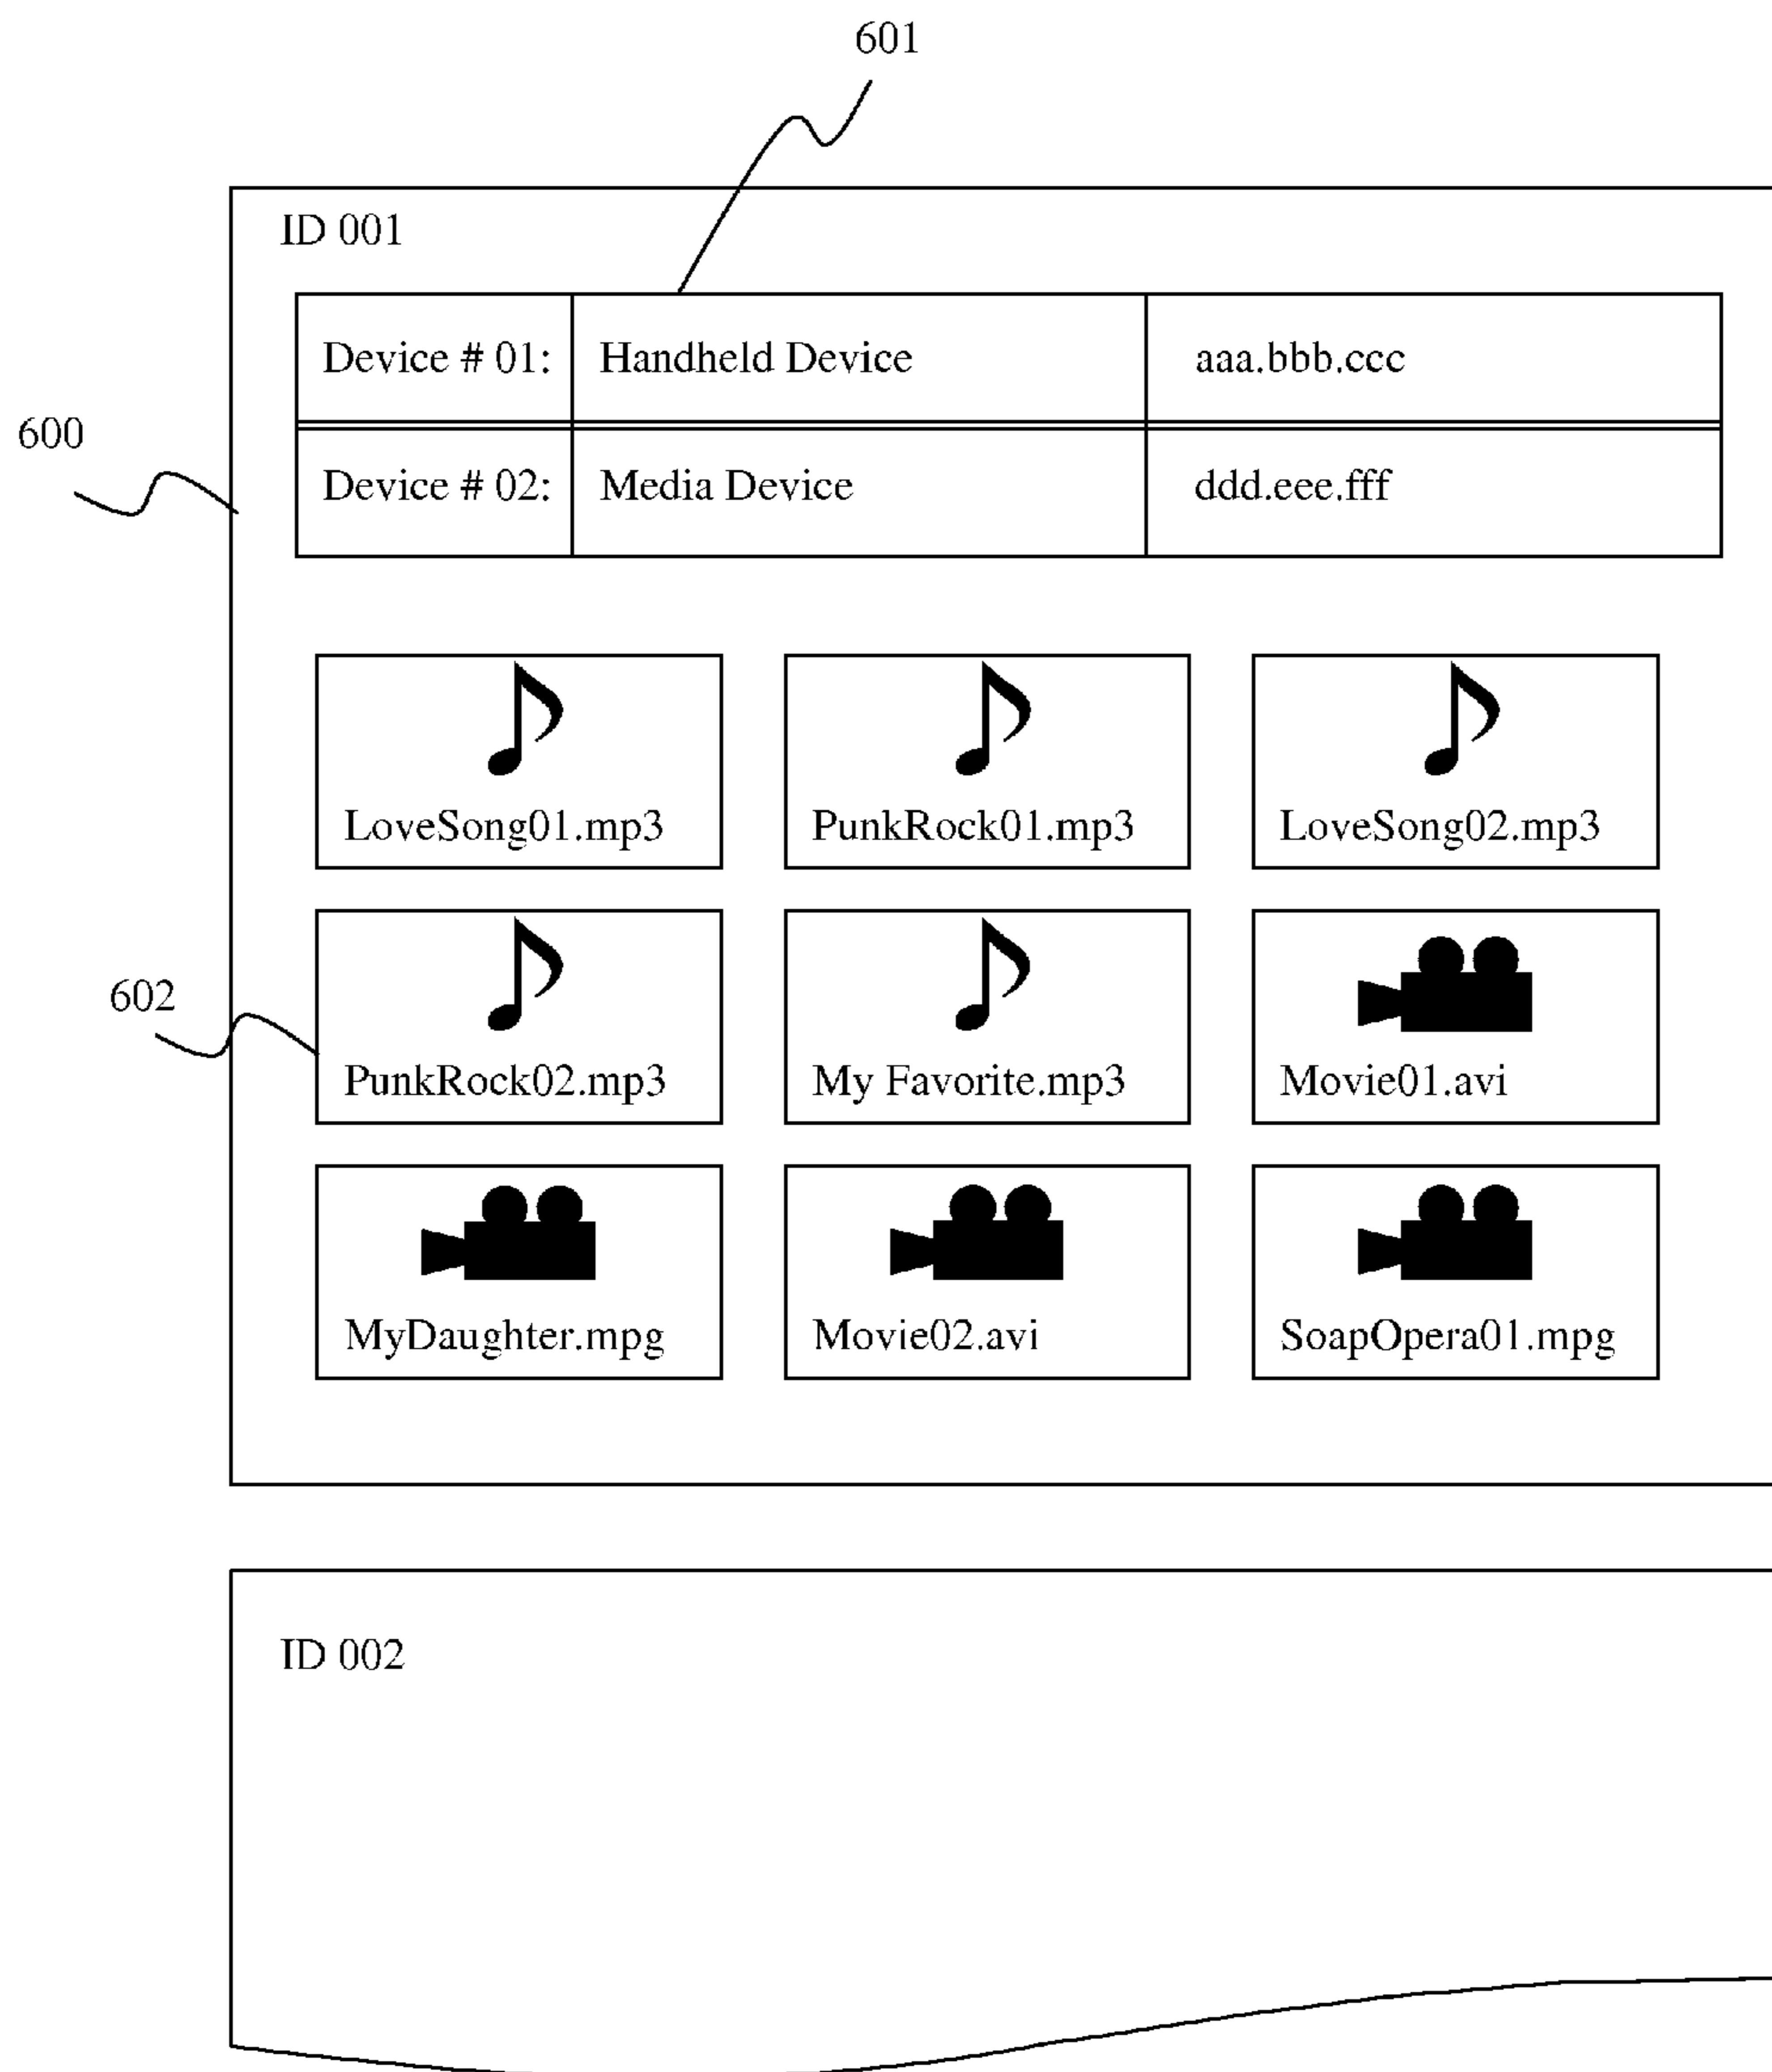 601
ID 001
Device # 01: Handheld Device aaa.bbb.ccc
600
Device # 02: Media Device ddd.eee.fff
LoveSong01.mp3 PunkRock01.mp3 LoveSong02.mp3
602
PunkRock02.mp3 My Favorite.mp3 Movie01.avi
MyDaughter.mpg Movie02.avi SoapOpera01.mpg
ID 002